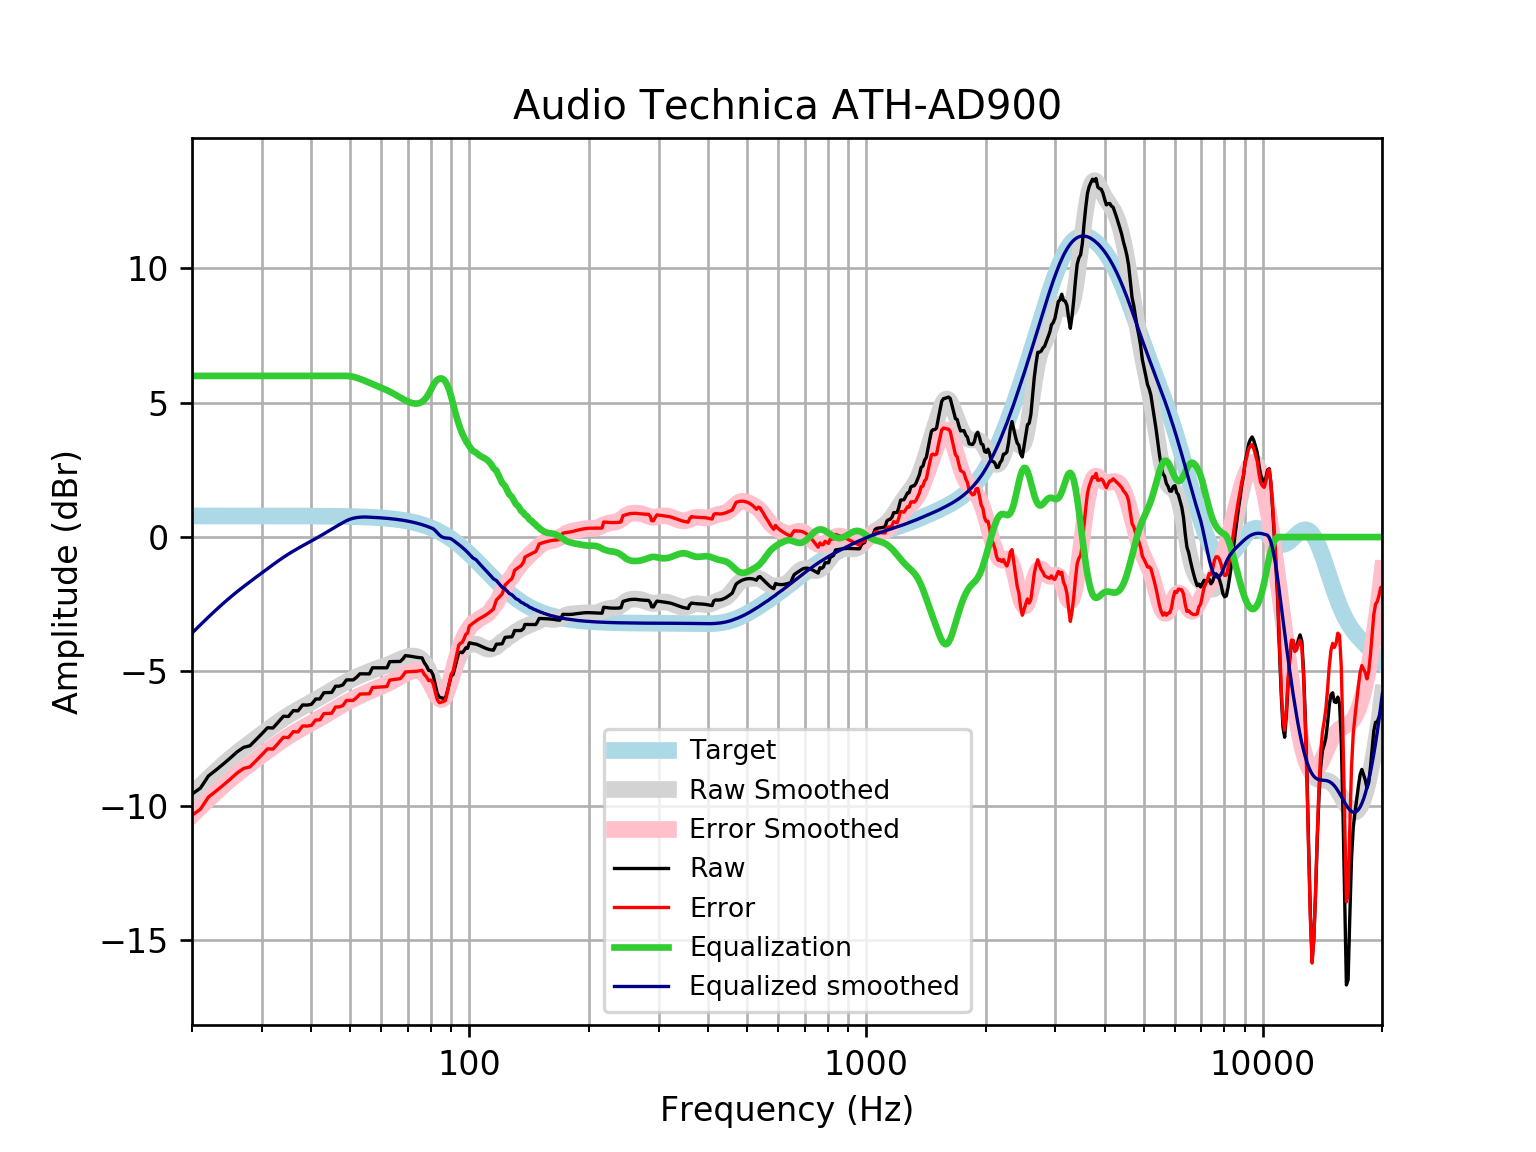 Audio Technica ATH-AD900
Amplitude (dBr)
10
5
0
−5
−10
−15
Target
Raw Smoothed
Error Smoothed
Raw
Error
Equalization
Equalized smoothed
100 1000 10000
Frequency (Hz)